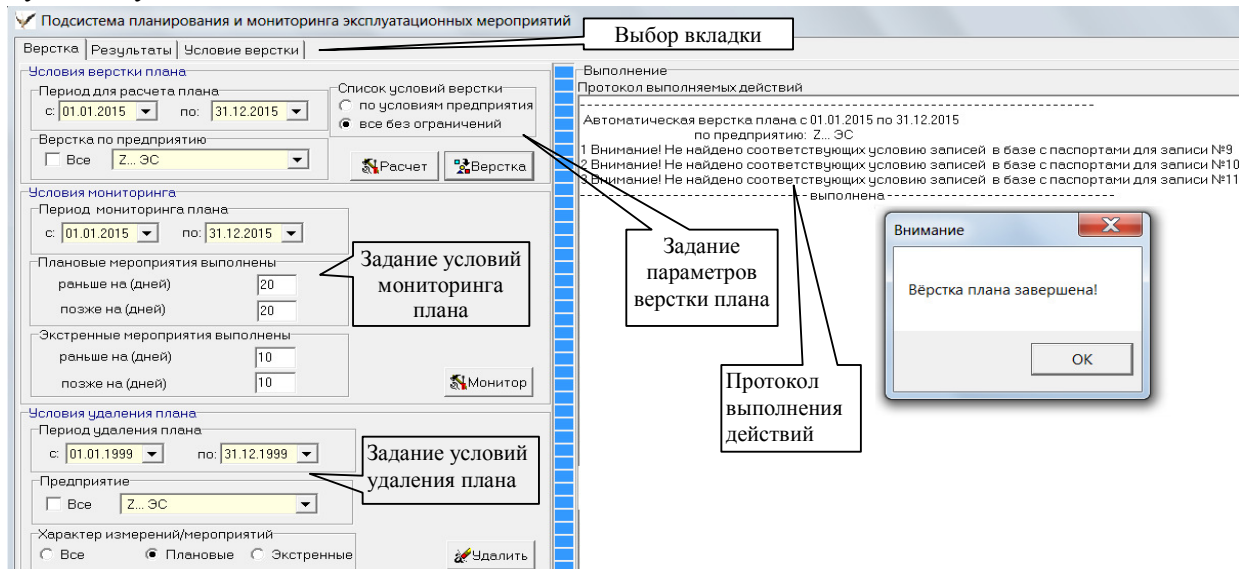 Подсистема планирования и мониторинга эксплуатационных мероприятий
Выбор вкладки
Верстка Результаты Условие верстки
Условия верстки плана
Период для расчета плана
с: 01.01.2015 по: 31.12.2015
Список условий верстки
по условиям предприятия
все без ограничений
Верстка по предприятию
Все Z... ЭС
Расчет Верстка
Условия мониторинга
Период мониторинга плана
с: 01.01.2015 по: 31.12.2015
Плановые мероприятия выполнены
раньше на (дней) 20
позже на (дней) 20
Экстренные мероприятия выполнены
раньше на (дней) 10
позже на (дней) 10
Монитор
Задание условий
мониторинга
плана
Условия удаления плана
Период удаления плана
с: 01.01.1999 по: 31.12.1999
Предприятие
Все Z... ЭС
Характер измерений/мероприятий
Все Плановые Экстренные
Удалить
Задание условий
удаления плана
Выполнение
Протокол выполняемых действий
Автоматическая верстка плана с 01.01.2015 по 31.12.2015
по предприятию: Z... ЭС
1 Внимание! Не найдено соответствующих условию записей в базе с паспортами для записи №9
2 Внимание! Не найдено соответствующих условию записей в базе с паспортами для записи №10
3 Внимание! Не найдено соответствующих условию записей в базе с паспортами для записи №11
выполнена
Задание
параметров
верстки плана
Протокол
выполнения
действий
Внимание
Вёрстка плана завершена!
OK